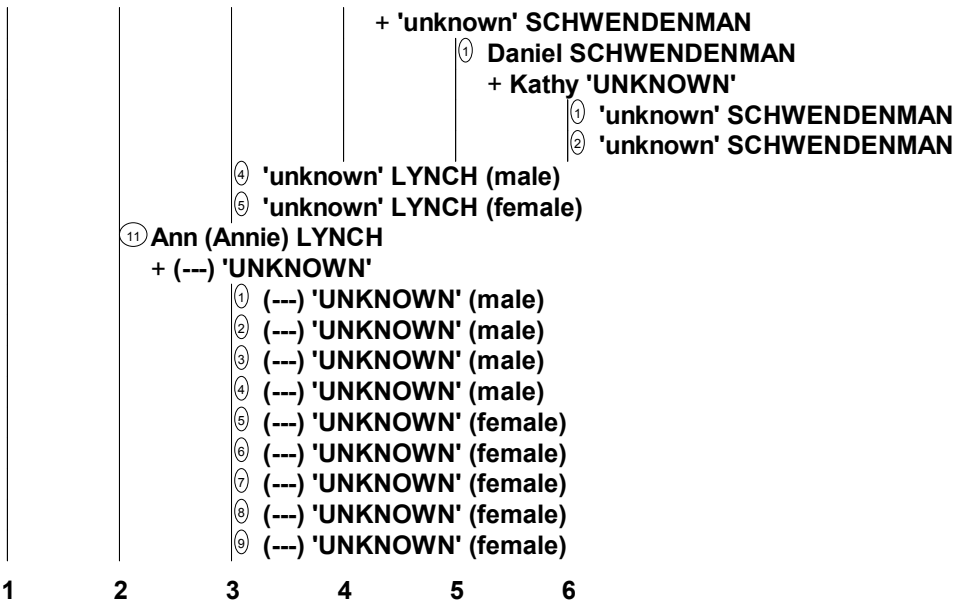 + 'unknown' SCHWENDENMAN
1 Daniel SCHWENDENMAN
+ Kathy 'UNKNOWN'
1 'unknown' SCHWENDENMAN
2 'unknown' SCHWENDENMAN
4 'unknown' LYNCH (male)
5 'unknown' LYNCH (female)
11 Ann (Annie) LYNCH
+ (---) 'UNKNOWN'
1 (---) 'UNKNOWN' (male)
2 (---) 'UNKNOWN' (male)
3 (---) 'UNKNOWN' (male)
4 (---) 'UNKNOWN' (male)
5 (---) 'UNKNOWN' (female)
6 (---) 'UNKNOWN' (female)
7 (---) 'UNKNOWN' (female)
8 (---) 'UNKNOWN' (female)
9 (---) 'UNKNOWN' (female)
1 2 3 4 5 6